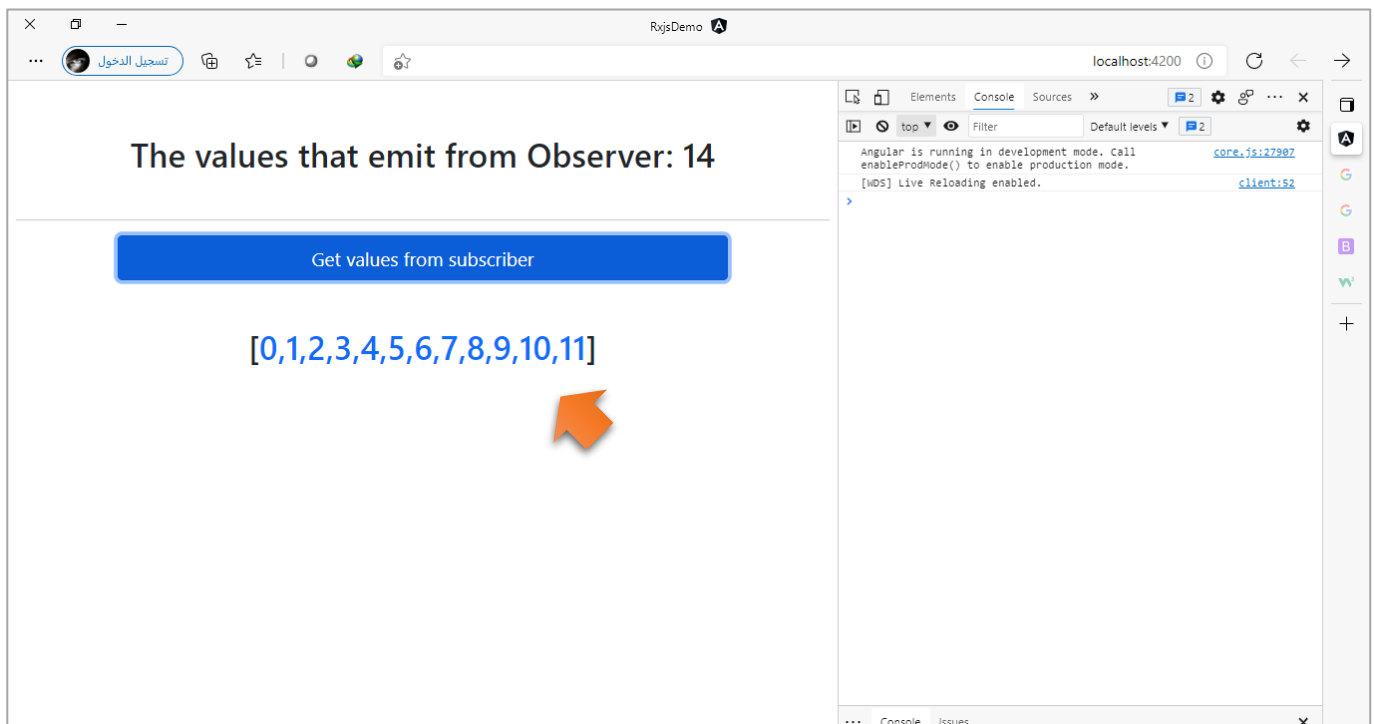 RxjsDemo
تسجيل الدخول
localhost:4200
Elements Console Sources » 2
top ▼ Filter Default levels ▼ 2
Angular is running in development mode. Call core.js:27907
enableProdMode() to enable production mode.
[WDS] Live Reloading enabled. client:52
>
The values that emit from Observer: 14
Get values from subscriber
[0,1,2,3,4,5,6,7,8,9,10,11]
Console Issues
G
G
B